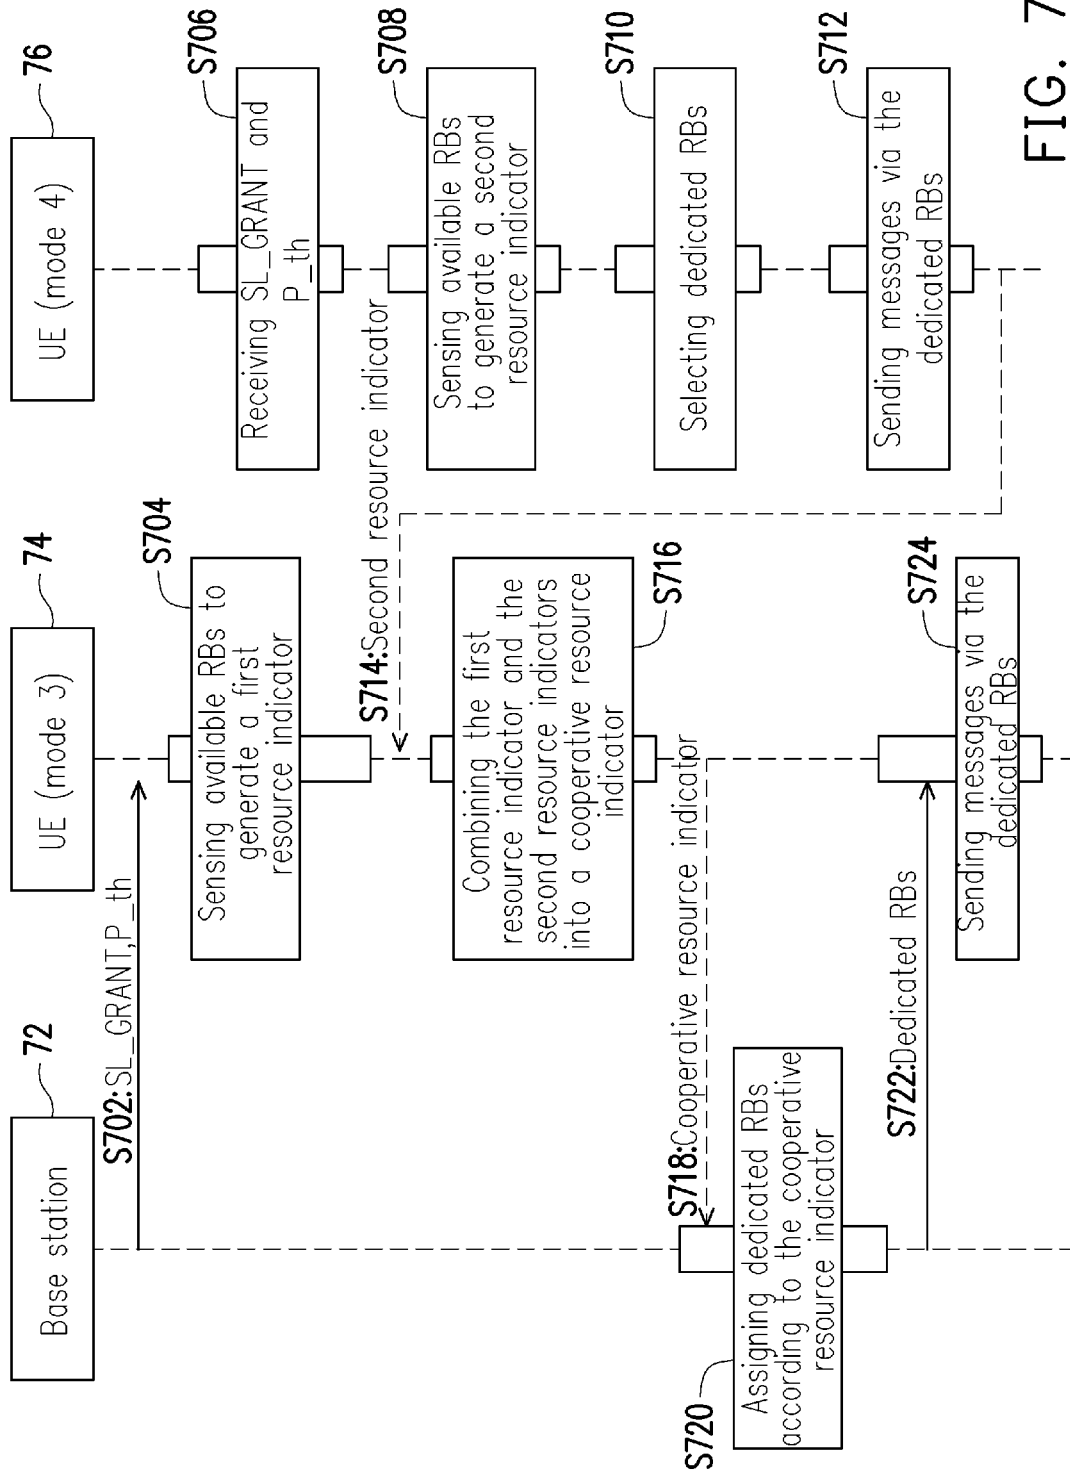 Base station
72
UE (mode 3)
74
UE (mode 4)
76
S702:SL_GRANT,P_th
S704
Sensing available RBs to
generate a first
resource indicator
S706
Receiving SL_GRANT and
P_th
S708
Sensing available RBs
to generate a second
resource indicator
S710
Selecting dedicated RBs
S712
Sending messages via the
dedicated RBs
S714:Second resource indicator
S716
Combining the first
resource indicator and the
second resource indicators
into a cooperative resource
indicator
S718:Cooperative resource indicator
S720
Assigning dedicated RBs
according to the cooperative
resource indicator
S722:Dedicated RBs
S724
Sending messages via the
dedicated RBs
FIG. 7